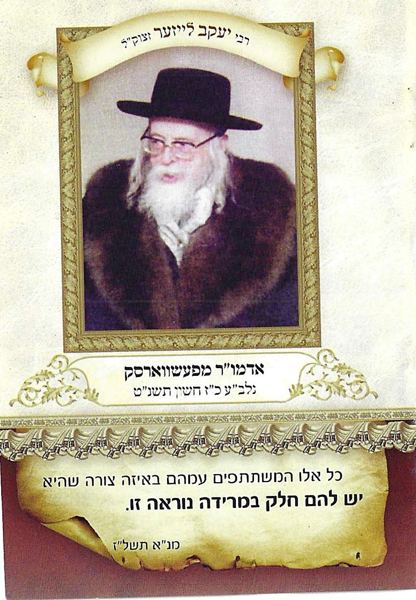 רבי יעקב לייזער זצוק"ל
אדמו"ר מפעשווארסק
נלב"ע כ"ז חשון תשנ"ט
כל אלו המשתתפים עמהם באיזה צורה שהיא
יש להם חלק במרידה נוראה זו.
מנ"א תשל"ז